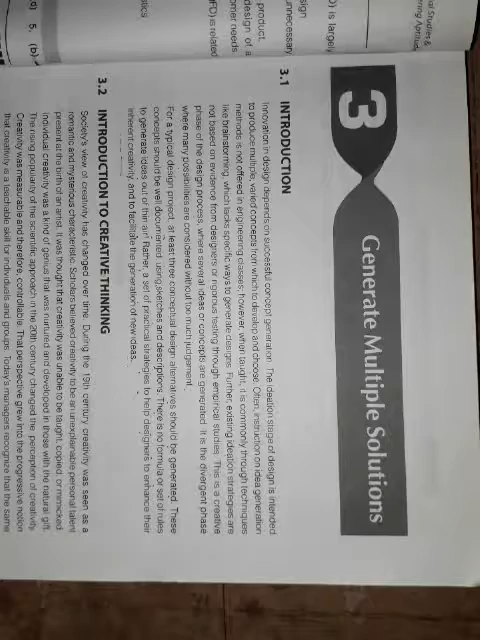 3
Generate Multiple Solutions
3.1 INTRODUCTION
Innovation in design depends on successful concept generation. The ideation stage of design is intended
to produce multiple, varied concepts from which to develop and choose. Often, instruction on idea generation
methods is not offered in engineering classes; however, when taught, it is commonly through techniques
like brainstorming, which lacks specific ways to generate designs. Further, existing ideation strategies are
not based on evidence from designers or rigorous testing through empirical studies. This is a creative
phase of the design process, where several ideas or concepts are generated. It is the divergent phase
where many possibilities are considered without too much judgement.
For a typical design project, at least three conceptual design alternatives should be generated. These
concepts should be well documented, using sketches and descriptions. There is no formula or set of rules
to generate ideas out of thin air! Rather, a set of practical strategies to help designers to enhance their
inherent creativity, and to facilitate the generation of new ideas.
3.2 INTRODUCTION TO CREATIVE THINKING
Society's view of creativity has changed over time. During the 19th century creativity was seen as a
romantic and mysterious characteristic. Scholars believed creativity to be an unexplainable personal talent
present at the birth of an artist. It was thought that creativity was unable to be taught, copied, or mimicked.
Individual creativity was a kind of genius that was nurtured and developed in those with the natural gift.
The rising popularity of the scientific approach in the 20th century changed the perception of creativity.
Creativity was measurable and therefore, controllable. That perspective grew into the progressive notion
that creativity is a teachable skill for individuals and groups. Today's managers recognize that the same
Studies &
D) is largely
sign
unnecessary
product.
design of a
omer needs
FD) is related
5. (b)